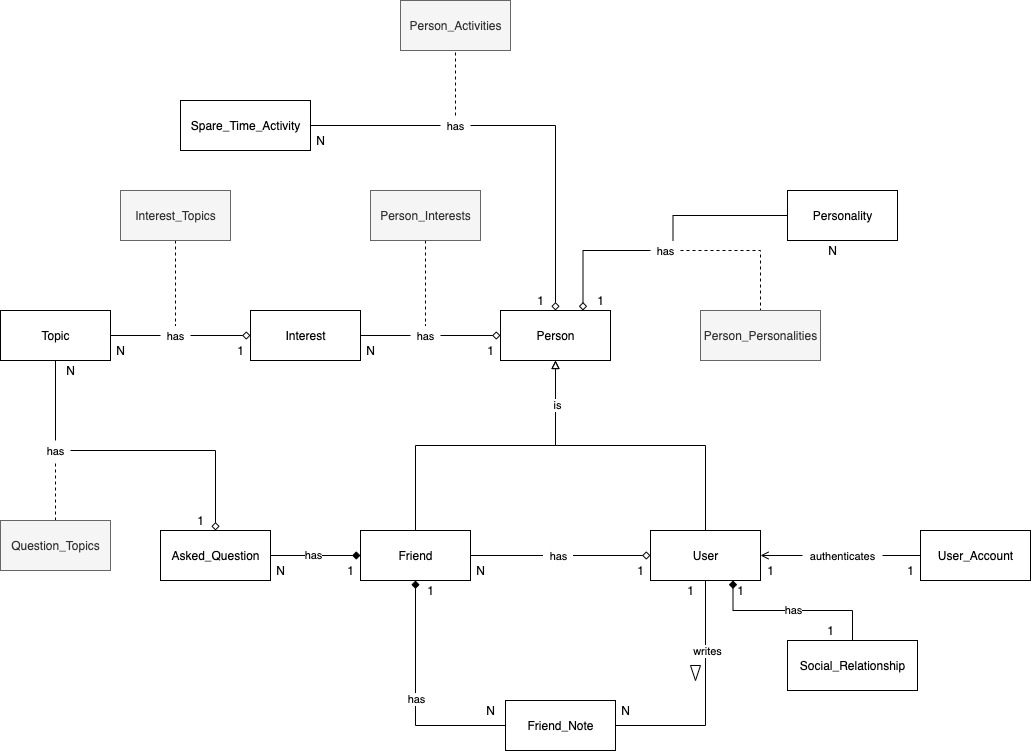 Person_Activities
Spare_Time_Activity
has
N
Interest_Topics
Person_Interests
Personality
N
has
1
1
Topic
has
Interest
has
Person
Person_Personalities
N
1
N
1
N
is
has
1
Question_Topics
Asked_Question
has
Friend
has
User
authenticates
User_Account
N
1
N
1
1
1
1
1
1
has
1
writes
Social_Relationship
has
N
N
Friend_Note